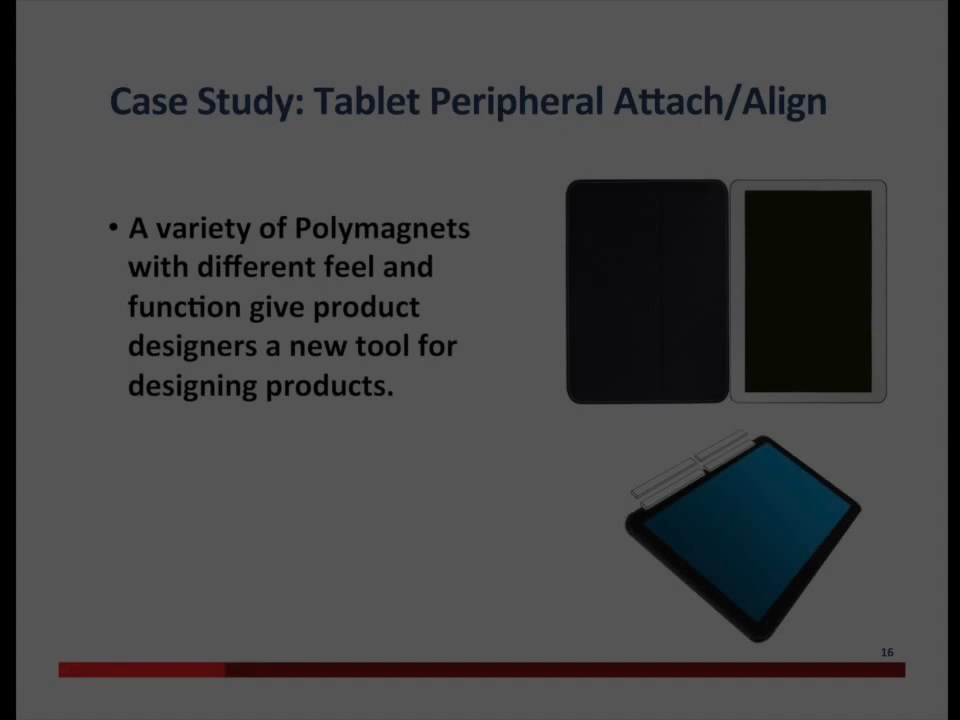 Case Study: Tablet Peripheral Attach/Align
• A variety of Polymagnets
with different feel and
function give product
designers a new tool for
designing products.
16